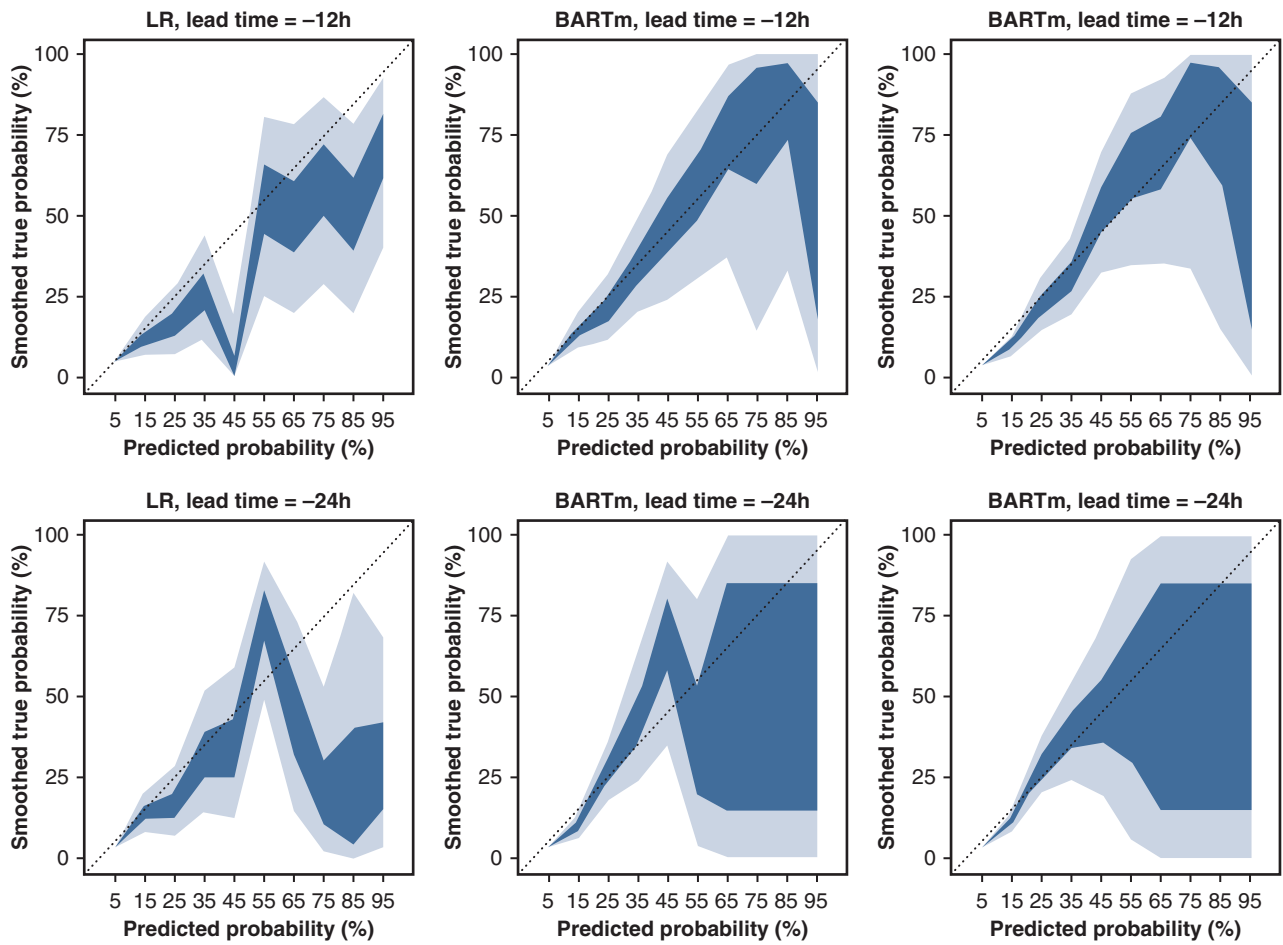 LR, lead time = –12h
100
75
50
25
0
Smoothed true probability (%)
5 15 25 35 45 55 65 75 85 95
Predicted probability (%)
BARTm, lead time = –12h
100
75
50
25
0
Smoothed true probability (%)
5 15 25 35 45 55 65 75 85 95
Predicted probability (%)
BARTm, lead time = –12h
100
75
50
25
0
Smoothed true probability (%)
5 15 25 35 45 55 65 75 85 95
Predicted probability (%)
LR, lead time = –24h
100
75
50
25
0
Smoothed true probability (%)
5 15 25 35 45 55 65 75 85 95
Predicted probability (%)
BARTm, lead time = –24h
100
75
50
25
0
Smoothed true probability (%)
5 15 25 35 45 55 65 75 85 95
Predicted probability (%)
BARTm, lead time = –24h
100
75
50
25
0
Smoothed true probability (%)
5 15 25 35 45 55 65 75 85 95
Predicted probability (%)